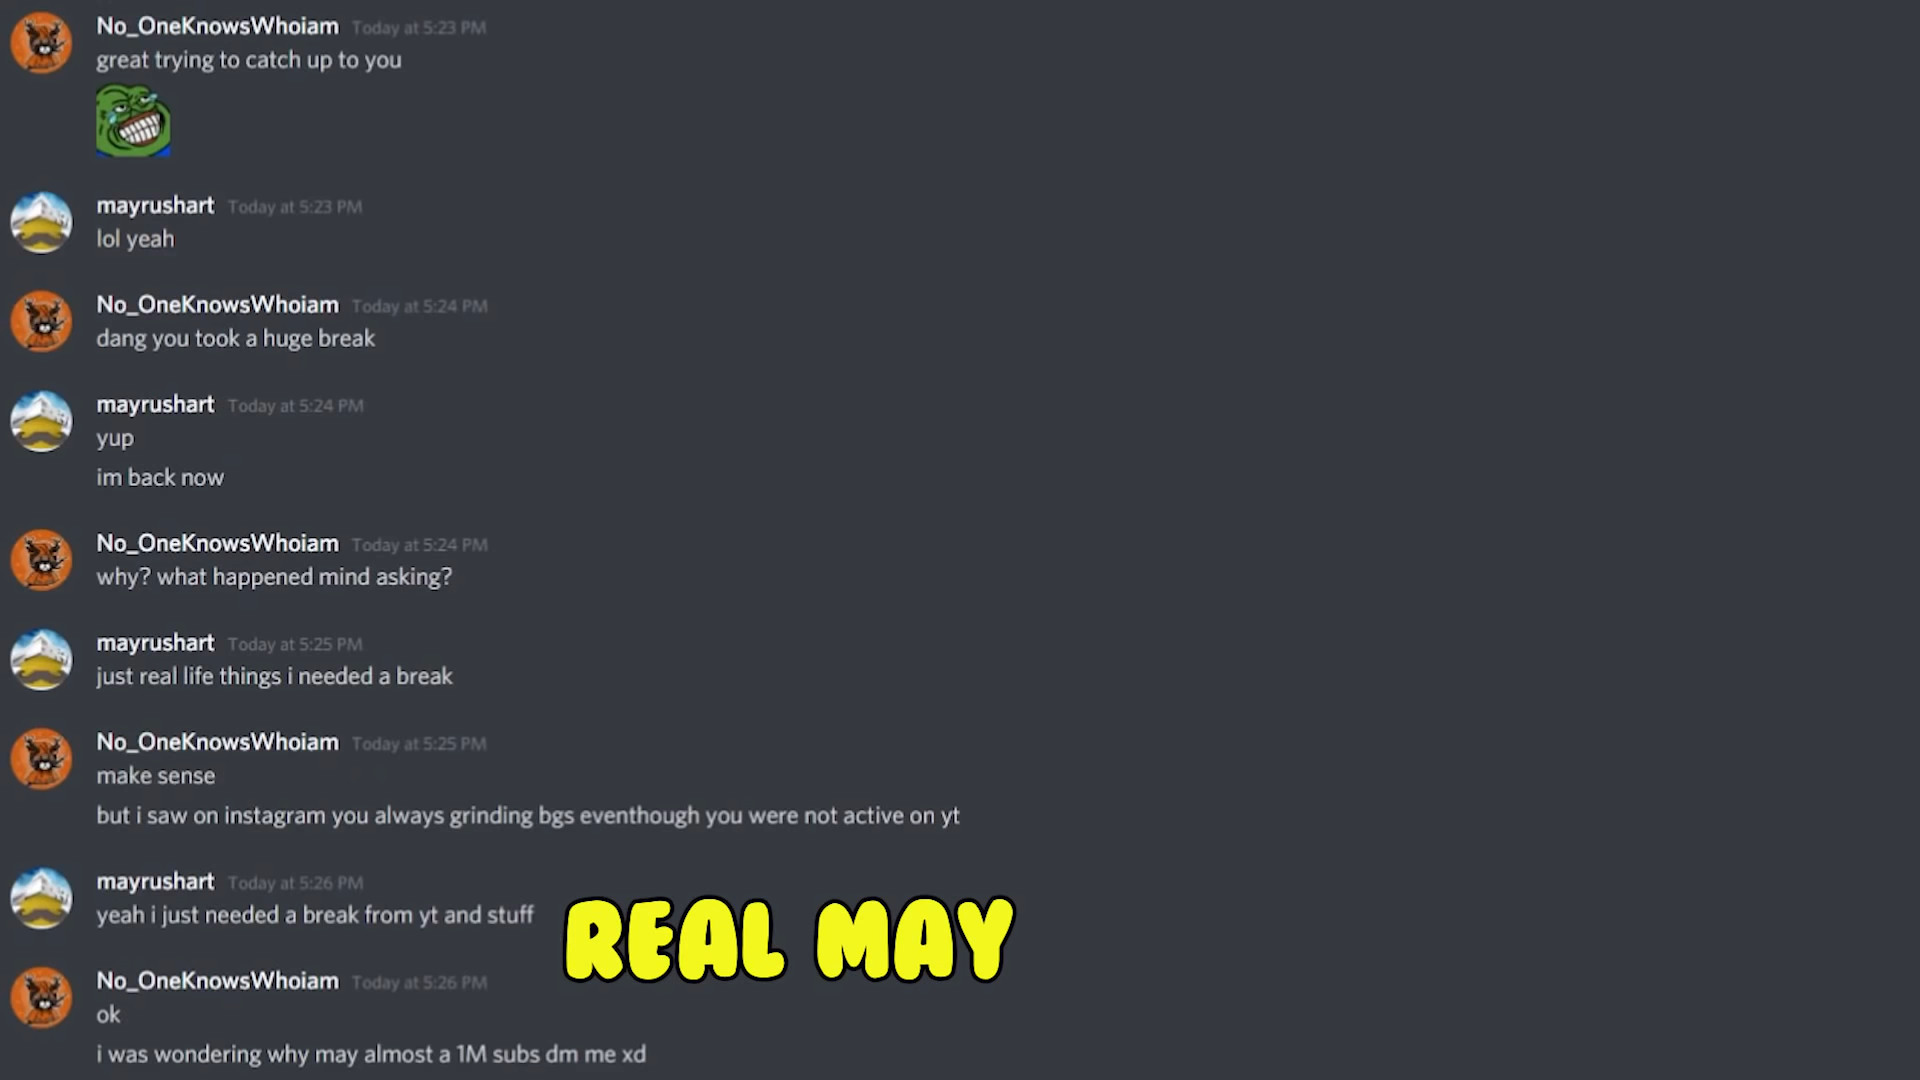 No_OneKnowsWhoiam Today at 5:23 PM
great trying to catch up to you
mayrushart Today at 5:23 PM
lol yeah
No_OneKnowsWhoiam Today at 5:24 PM
dang you took a huge break
mayrushart Today at 5:24 PM
yup
im back now
No_OneKnowsWhoiam Today at 5:24 PM
why? what happened mind asking?
mayrushart Today at 5:25 PM
just real life things i needed a break
No_OneKnowsWhoiam Today at 5:25 PM
make sense
but i saw on instagram you always grinding bgs eventhough you were not active on yt
mayrushart Today at 5:26 PM
yeah i just needed a break from yt and stuff
REAL MAY
No_OneKnowsWhoiam Today at 5:26 PM
ok
i was wondering why may almost a 1M subs dm me xd